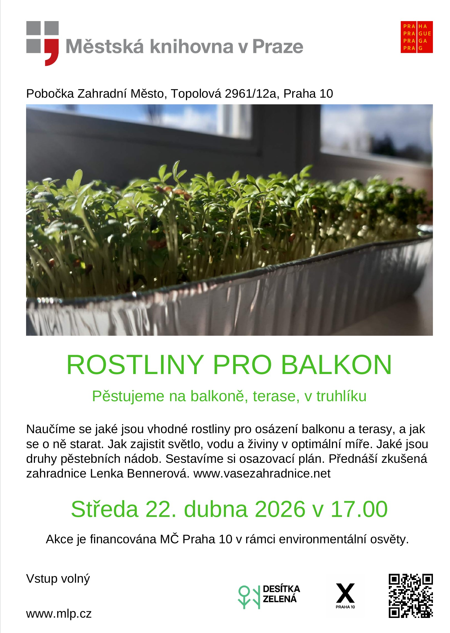 Městská knihovna v Praze
PRA HA
PRA GUE
PRA GA
PRA G
Pobočka Zahradní Město, Topolová 2961/12a, Praha 10
ROSTLINY PRO BALKON
Pěstujeme na balkoně, terase, v truhlíku
Naučíme se jaké jsou vhodné rostliny pro osázení balkonu a terasy, a jak
se o ně starat. Jak zajistit světlo, vodu a živiny v optimální míře. Jaké jsou
druhy pěstebních nádob. Sestavíme si osazovací plán. Přednáší zkušená
zahradnice Lenka Bennerová. www.vasezahradnice.net
Středa 22. dubna 2026 v 17.00
Akce je financována MČ Praha 10 v rámci environmentální osvěty.
Vstup volný
DESÍTKA
ZELENÁ
X
PRAHA 10
www.mlp.cz